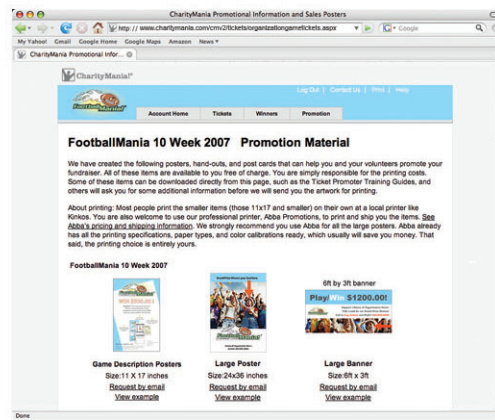 CharityMania Promotional Information and Sales Posters
http://www.charitymania.com/cmv2/tickets/organizationgametickets.aspx
Google
My Yahoo! Gmail Google Home Google Maps Amazon News
CharityMania Promotional Infor...
CharityMania!
Log Out | Contact Us | Print | Help
Football Mania!
Account Home Tickets Winners Promotion
FootballMania 10 Week 2007 Promotion Material
We have created the following posters, hand-outs, and post cards that can help you and your volunteers promote your
fundraiser. All of these items are available to you free of charge. You are simply responsible for the printing costs.
Some of these items can be downloaded directly from this page, such as the Ticket Promoter Training Guides, and
others will ask you for some additional information before we will send you the artwork for printing.
About printing: Most people print the smaller items (those 11x17 and smaller) on their own at a local printer like
Kinkos. You are also welcome to use our professional printer, Abba Promotions, to print and ship you the items. See
Abba's pricing and shipping information. We strongly recommend you use Abba for all the large posters. Abba already
has all the printing specifications, paper types, and color calibrations ready, which usually will save you money. That
said, the printing choice is entirely yours.
FootballMania 10 Week 2007
6ft by 3ft banner
Play/Win $1200.00!
Game Description Posters Large Poster Large Banner
Size:11 X 17 inches Size:24x36 inches Size:6ft x 3ft
Request by email Request by email Request by email
View example View example View example
Done